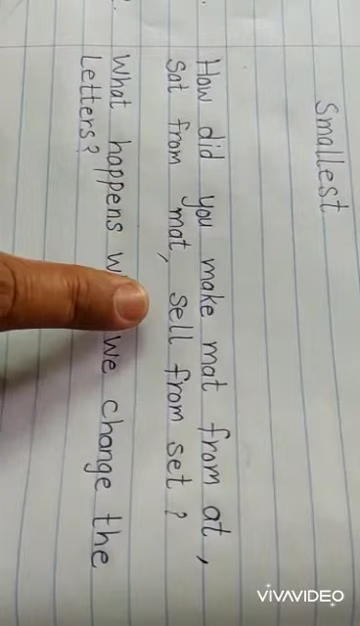 Smallest
How did you make mat from at,
Sat from mat, sell from set?
What happens w we change the
Letters?
VIVAVIDEO